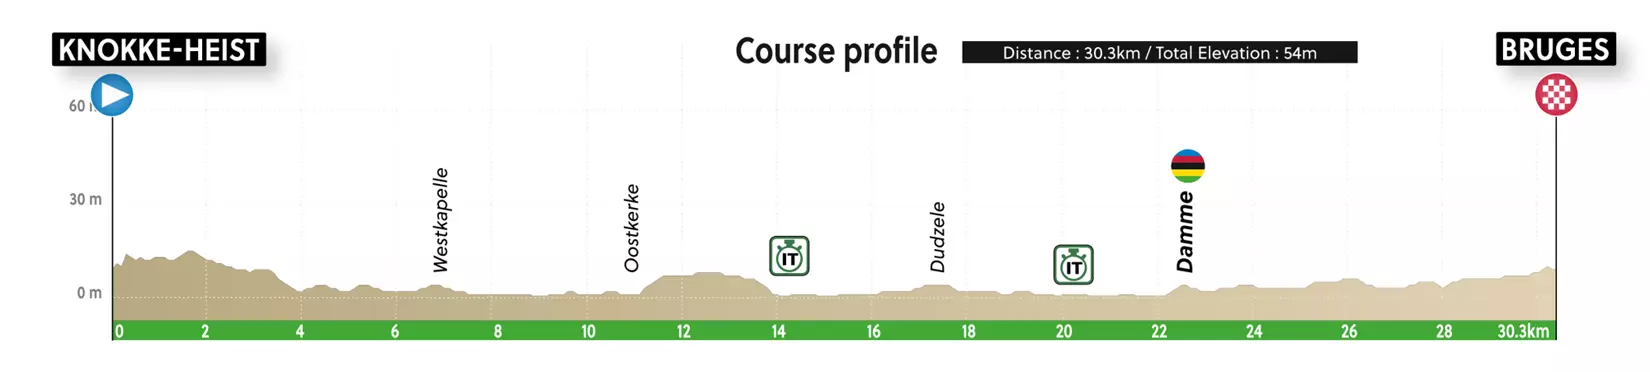 KNOKKE-HEIST
Course profile
Distance : 30.3km / Total Elevation : 54m
BRUGES
60 m
30 m
0 m
Westkapelle
Oostkerke
IT
Dudzele
IT
Damme
0 2 4 6 8 10 12 14 16 18 20 22 24 26 28 30.3km